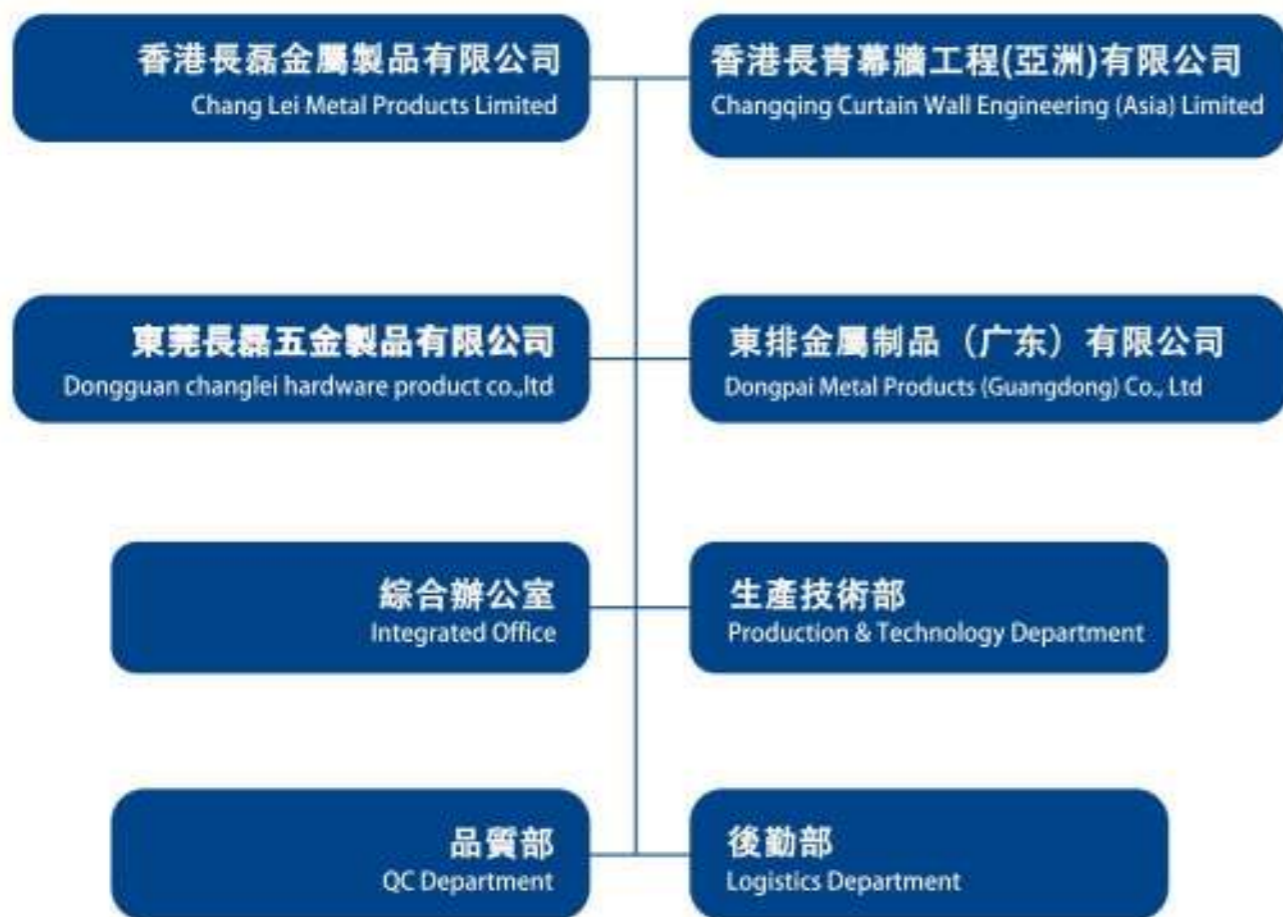 香港長磊金屬製品有限公司
Chang Lei Metal Products Limited
香港長青幕牆工程(亞洲)有限公司
Changqing Curtain Wall Engineering (Asia) Limited
東莞長磊五金製品有限公司
Dongguan changlei hardware product co.,ltd
東排金屬制品（广东）有限公司
Dongpai Metal Products (Guangdong) Co., Ltd
綜合辦公室
Integrated Office
生產技術部
Production & Technology Department
品質部
QC Department
後勤部
Logistics Department